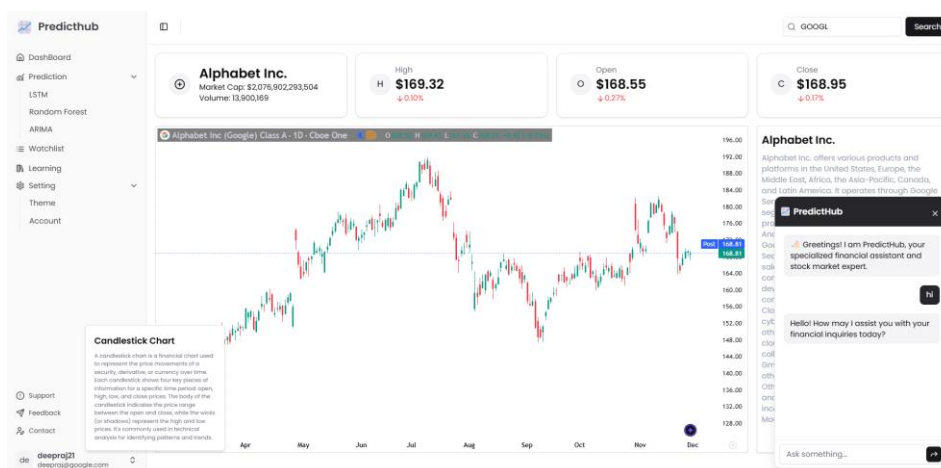 Predicthub
DashBoard
Prediction
LSTM
Random Forest
ARIMA
Watchlist
Learning
Setting
Theme
Account
Support
Feedback
Contact
de
deepraj21
deepraj@google.com
GOOGL
Search
Alphabet Inc.
Market Cap: $2,076,902,293,504
Volume: 13,900,169
H
High
$169.32
0.10%
O
Open
$168.55
0.27%
C
Close
$168.95
0.17%
Alphabet Inc (Google) Class A · 1D · Cboe One
O H L C
196.00
192.00
188.00
184.00
180.00
176.00
Post 168.81
168.81
164.00
160.00
156.00
152.00
148.00
144.00
140.00
136.00
132.00
128.00
Apr May Jun Jul Aug Sep Oct Nov Dec
Candlestick Chart
A candlestick chart is a financial chart used
to represent the price movements of a
security, derivative, or currency over time.
Each candlestick shows four key pieces of
information for a specific time period: open,
high, low, and close prices. The body of the
candlestick indicates the price range
between the open and close, while the wicks
(or shadows) represent the high and low
prices. It's commonly used in technical
analysis for identifying patterns and trends.
Alphabet Inc.
Alphabet Inc. offers various products and
platforms in the United States, Europe, the
Middle East, Africa, the Asia-Pacific, Canada,
and Latin America. It operates through Google
PredictHub
Greetings! I am PredictHub, your
specialized financial assistant and
stock market expert.
hi
Hello! How may I assist you with your
financial inquiries today?
Ask something...